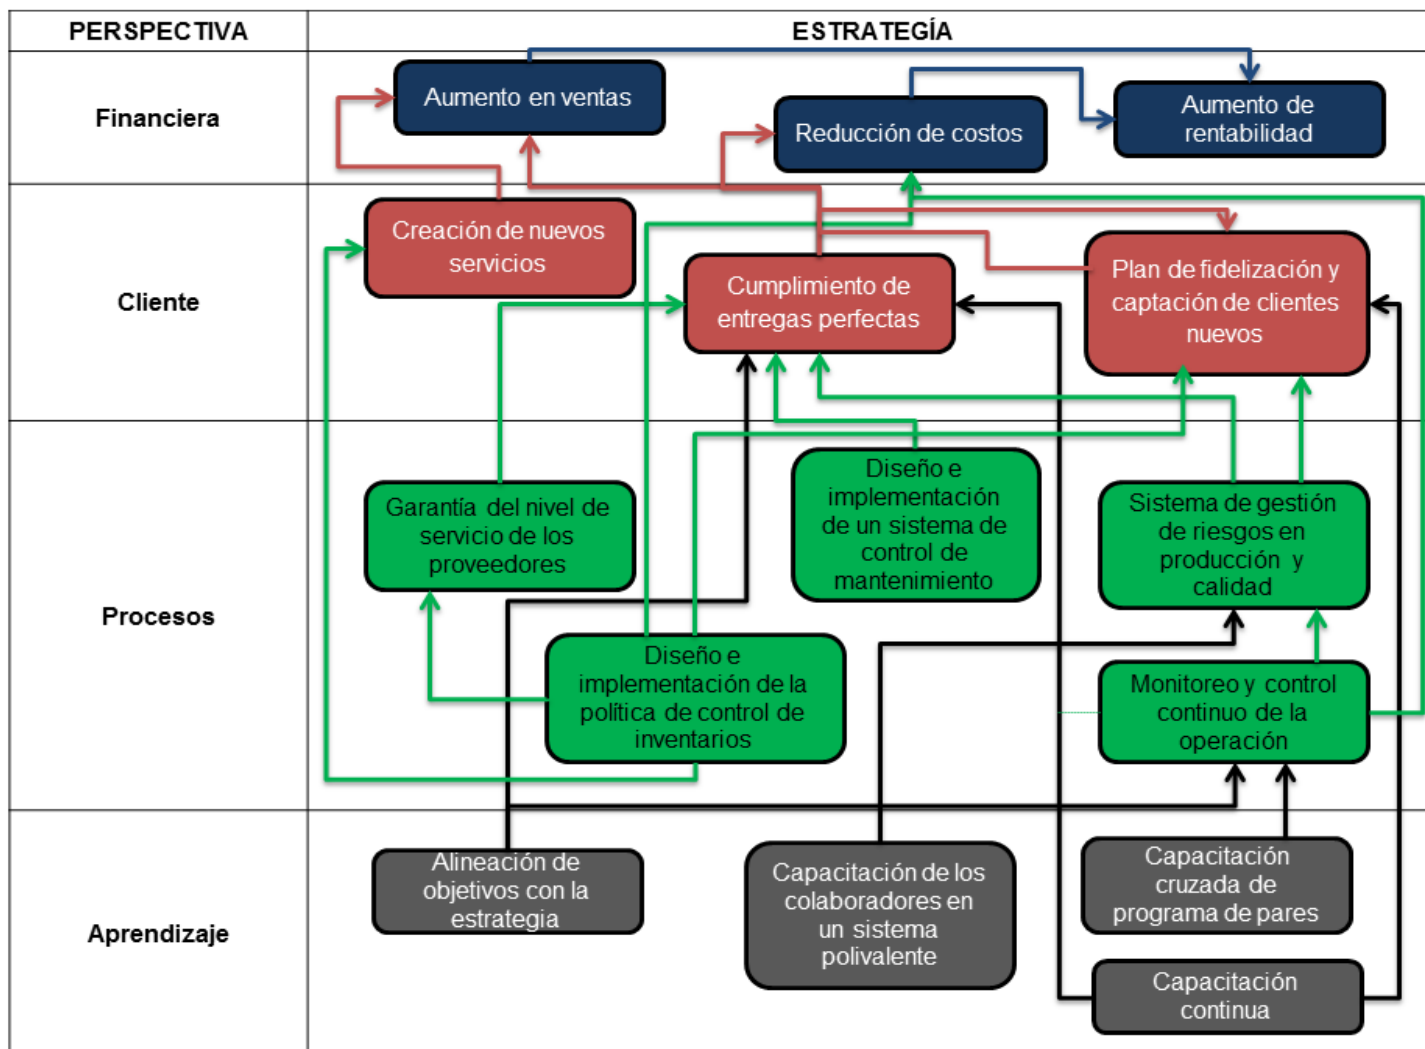 PERSPECTIVA
ESTRATEGÍA
Financiera
Aumento en ventas
Reducción de costos
Aumento de
rentabilidad
Cliente
Creación de nuevos
servicios
Cumplimiento de
entregas perfectas
Plan de fidelización y
captación de clientes
nuevos
Procesos
Garantía del nivel de
servicio de los
proveedores
Diseño e
implementación
de un sistema de
control de
mantenimiento
Sistema de gestión
de riesgos en
producción y
calidad
Diseño e
implementación de la
política de control de
inventarios
Monitoreo y control
continuo de la
operación
Aprendizaje
Alineación de
objetivos con la
estrategia
Capacitación de los
colaboradores en
un sistema
polivalente
Capacitación
cruzada de
programa de pares
Capacitación
continua